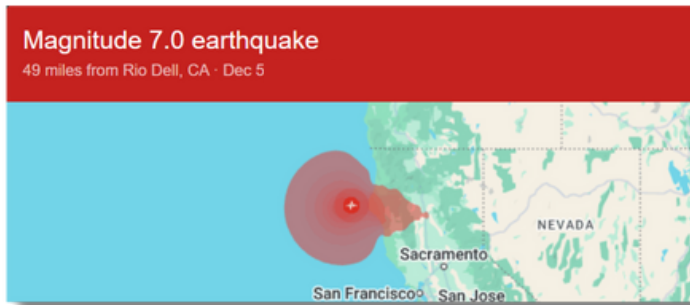 Magnitude 7.0 earthquake
49 miles from Rio Dell, CA · Dec 5
NEVADA
Sacramento
San Francisco
San Jose